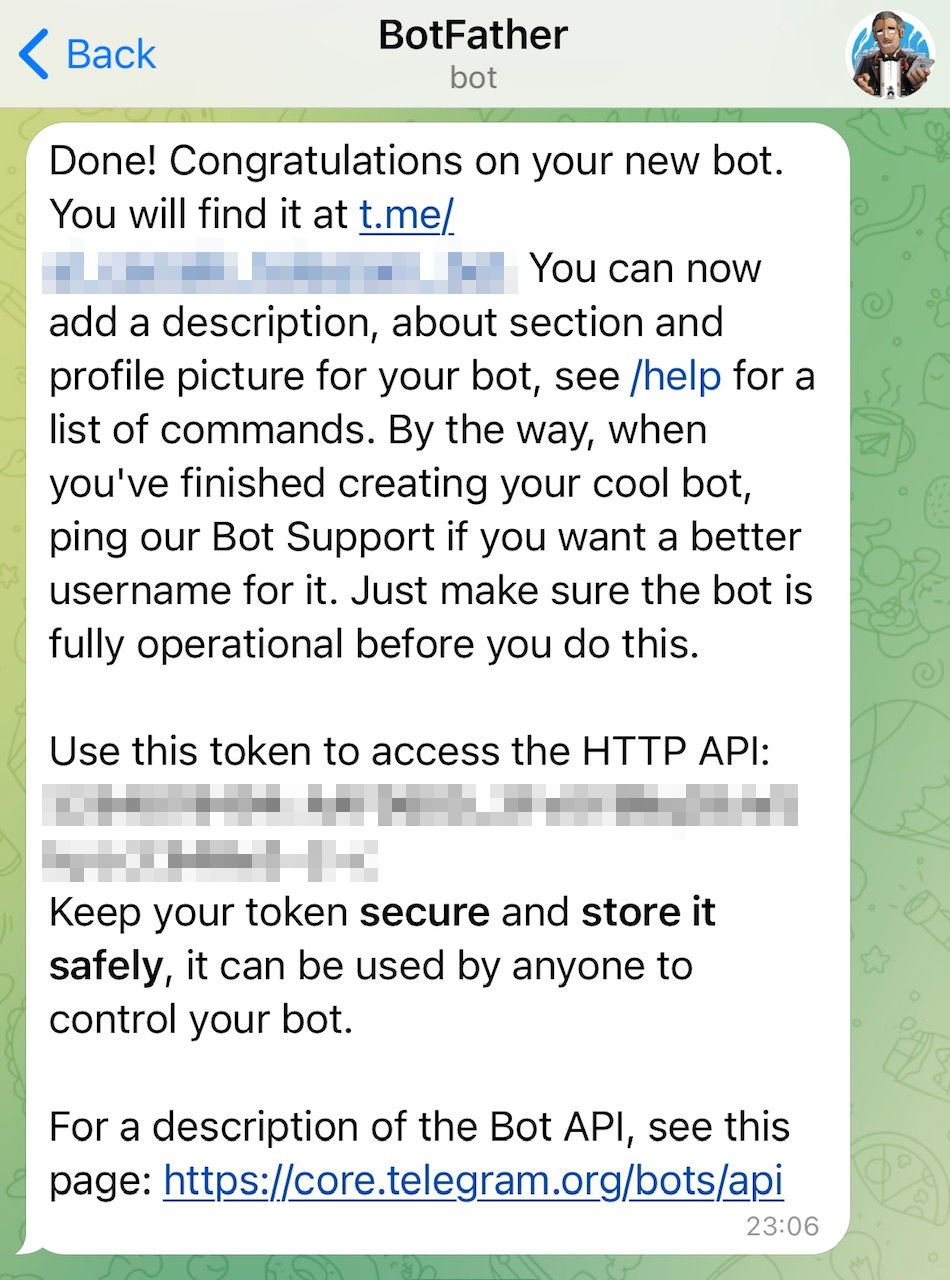 Back
BotFather
bot
Done! Congratulations on your new bot.
You will find it at t.me/
You can now
add a description, about section and
profile picture for your bot, see /help for a
list of commands. By the way, when
you've finished creating your cool bot,
ping our Bot Support if you want a better
username for it. Just make sure the bot is
fully operational before you do this.
Use this token to access the HTTP API:
Keep your token secure and store it
safely, it can be used by anyone to
control your bot.
For a description of the Bot API, see this
page: https://core.telegram.org/bots/api
23:06